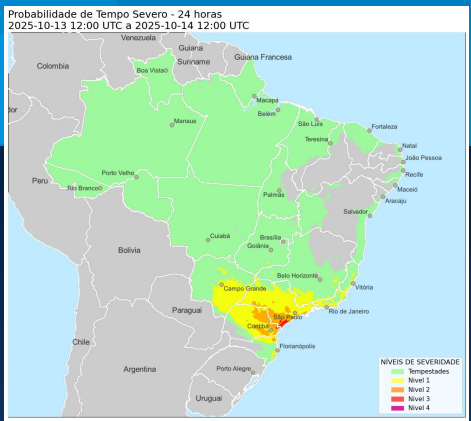 Probabilidade de Tempo Severo - 24 horas
2025-10-13 12:00 UTC a 2025-10-14 12:00 UTC
Venezuela
Guiana
Suriname
Guiana Francesa
Colombia
Boa Vista
Macapá
Belém
São Luís
Fortaleza
Manaus
Teresina
Natal
João Pessoa
Recife
Maceió
Aracaju
Porto Velho
Rio Branco
Peru
Palmas
Salvador
Cuiabá
Brasília
Goiânia
Bolivia
Belo Horizonte
Vitória
Campo Grande
São Paulo
Rio de Janeiro
Paraguai
Curitiba
Florianópolis
Chile
Argentina
Porto Alegre
Uruguai
NÍVEIS DE SEVERIDADE
Tempestades
Nivel 1
Nivel 2
Nivel 3
Nivel 4